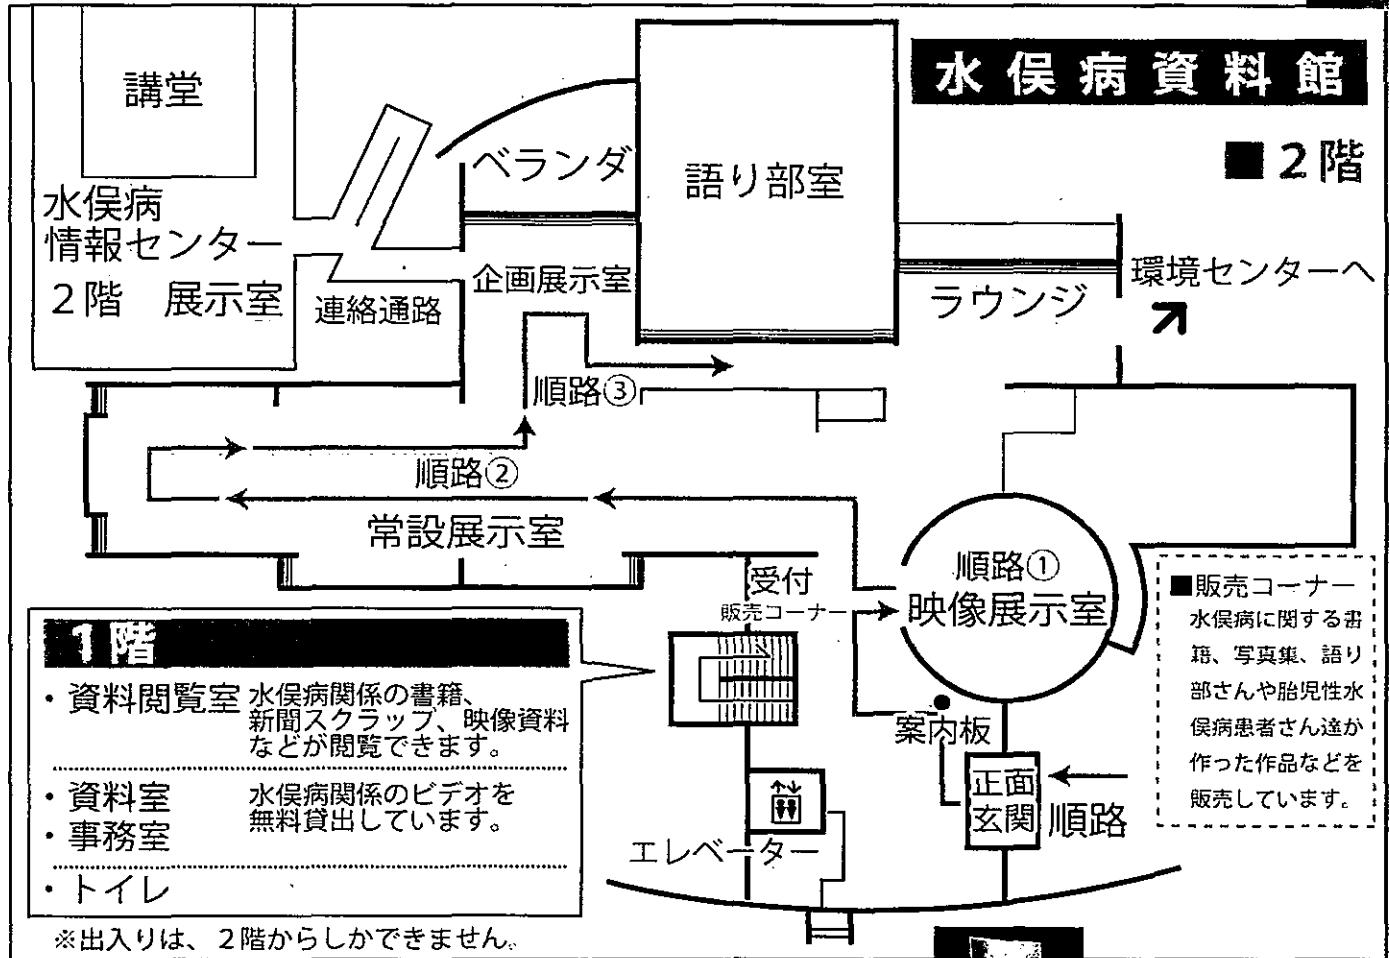 水俣病資料館
■2階
講堂
水俣病
情報センター
2階 展示室
連絡通路
ベランダ
企画展示室
語り部室
ラウンジ
環境センターへ
順路③
順路②
常設展示室
順路①
映像展示室
受付
販売コーナー
案内板
正面
玄関
順路
エレベーター
■販売コーナー
水俣病に関する書
籍、写真集、語り
部さんや胎児性水
俣病患者さん達が
作った作品などを
販売しています。
1階
・資料閲覧室 水俣病関係の書籍、
新聞スクラップ、映像資料
などが閲覧できます。
・資料室 水俣病関係のビデオを
・事務室 無料貸出しています。
・トイレ
※出入りは、2階からしかできません。